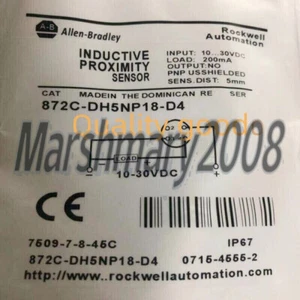 A-B Allen-Bradley
Rockwell Automation
INDUCTIVE PROXIMITY SENSOR
INPUT: 10...30VDC
LOAD: 200mA
OUTPUT:NO
PNP USSHIELDED
SENS.DIST: 5mm
CAT MADEIN THE DOMINICAN RE SER
872C-DH5NP18-D4
Quality goods
Marshmary2008
LOAD
10-30VDC
CE
7509-7-8-45C IP67
872C-DH5NP18-D4 0715-4555-2
http://www..rockwellautomation.com